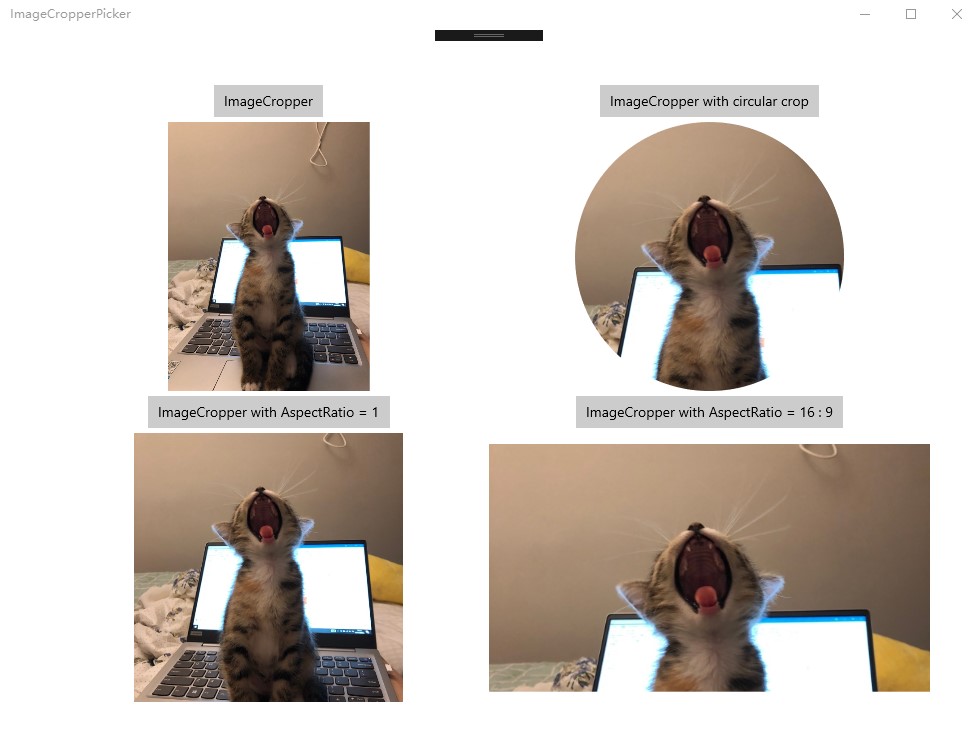 ImageCropperPicker
ImageCropper
ImageCropper with circular crop
ImageCropper with AspectRatio = 1
ImageCropper with AspectRatio = 16 : 9